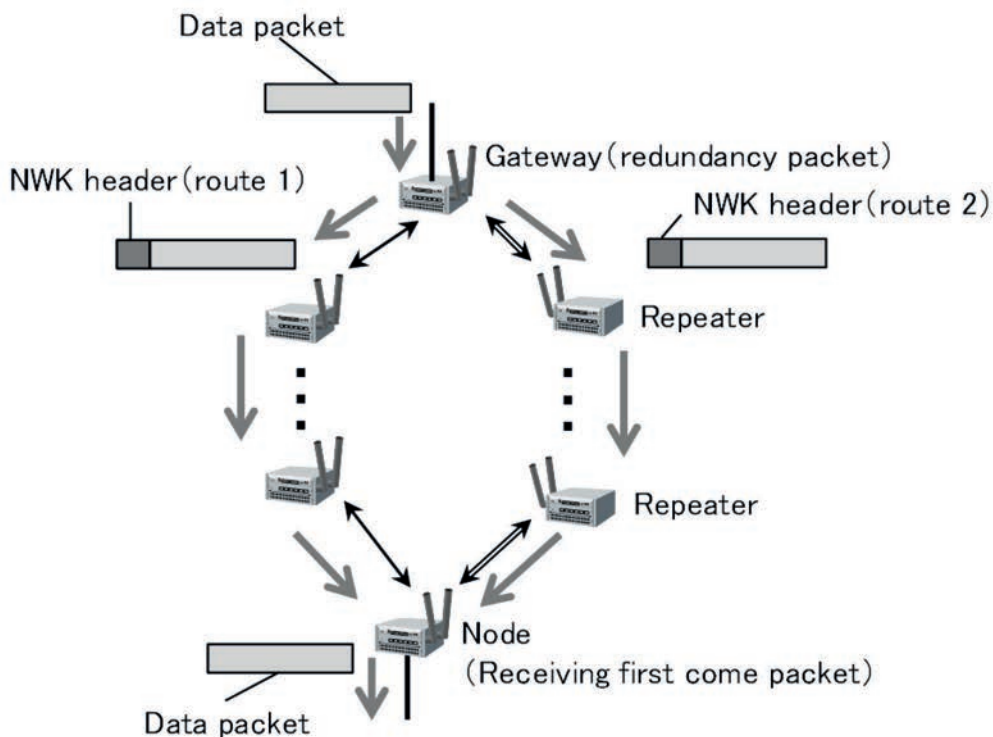 Data packet
Gateway(redundancy packet)
NWK header(route 1)
NWK header(route 2)
Repeater
Repeater
Node
(Receiving first come packet)
Data packet